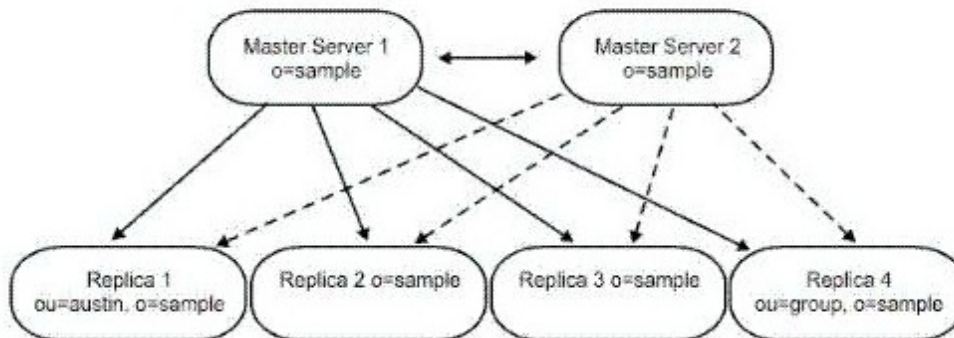 Master Server 1
o=sample
Master Server 2
o=sample
Replica 1
ou=austin, o=sample
Replica 2 o=sample
Replica 3 o=sample
Replica 4
ou=group, o=sample